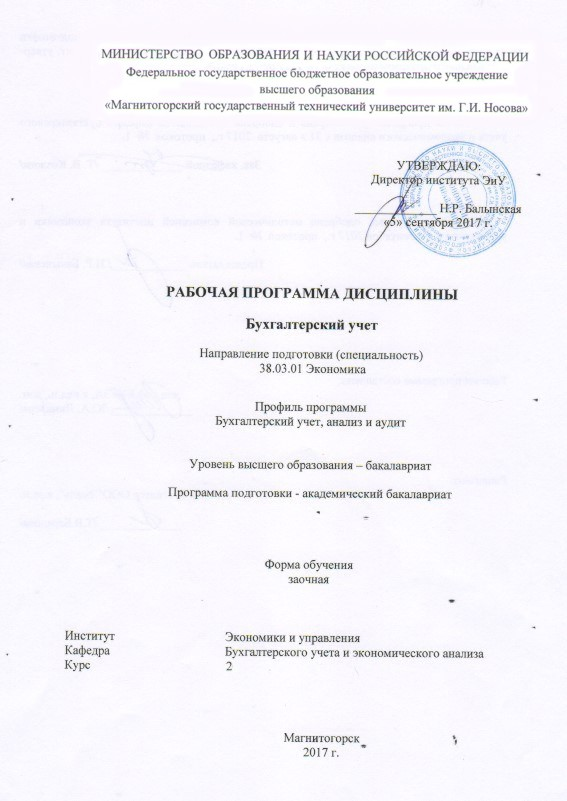 МИНИСТЕРСТВО ОБРАЗОВАНИЯ И НАУКИ РОССИЙСКОЙ ФЕДЕРАЦИИ
Федеральное государственное бюджетное образовательное учреждение
высшего образования
«Магнитогорский государственный технический университет им. Г.И. Носова»
УТВЕРЖДАЮ:
Директор института ЭиУ
Н.Р. Балынская
«5» сентября 2017 г.
РАБОЧАЯ ПРОГРАММА ДИСЦИПЛИНЫ
Бухгалтерский учет
Направление подготовки (специальность)
38.03.01 Экономика
Профиль программы
Бухгалтерский учет, анализ и аудит
Уровень высшего образования – бакалавриат
Программа подготовки - академический бакалавриат
Форма обучения
заочная
Институт Экономики и управления
Кафедра Бухгалтерского учета и экономического анализа
Курс 2
Магнитогорск
2017 г.